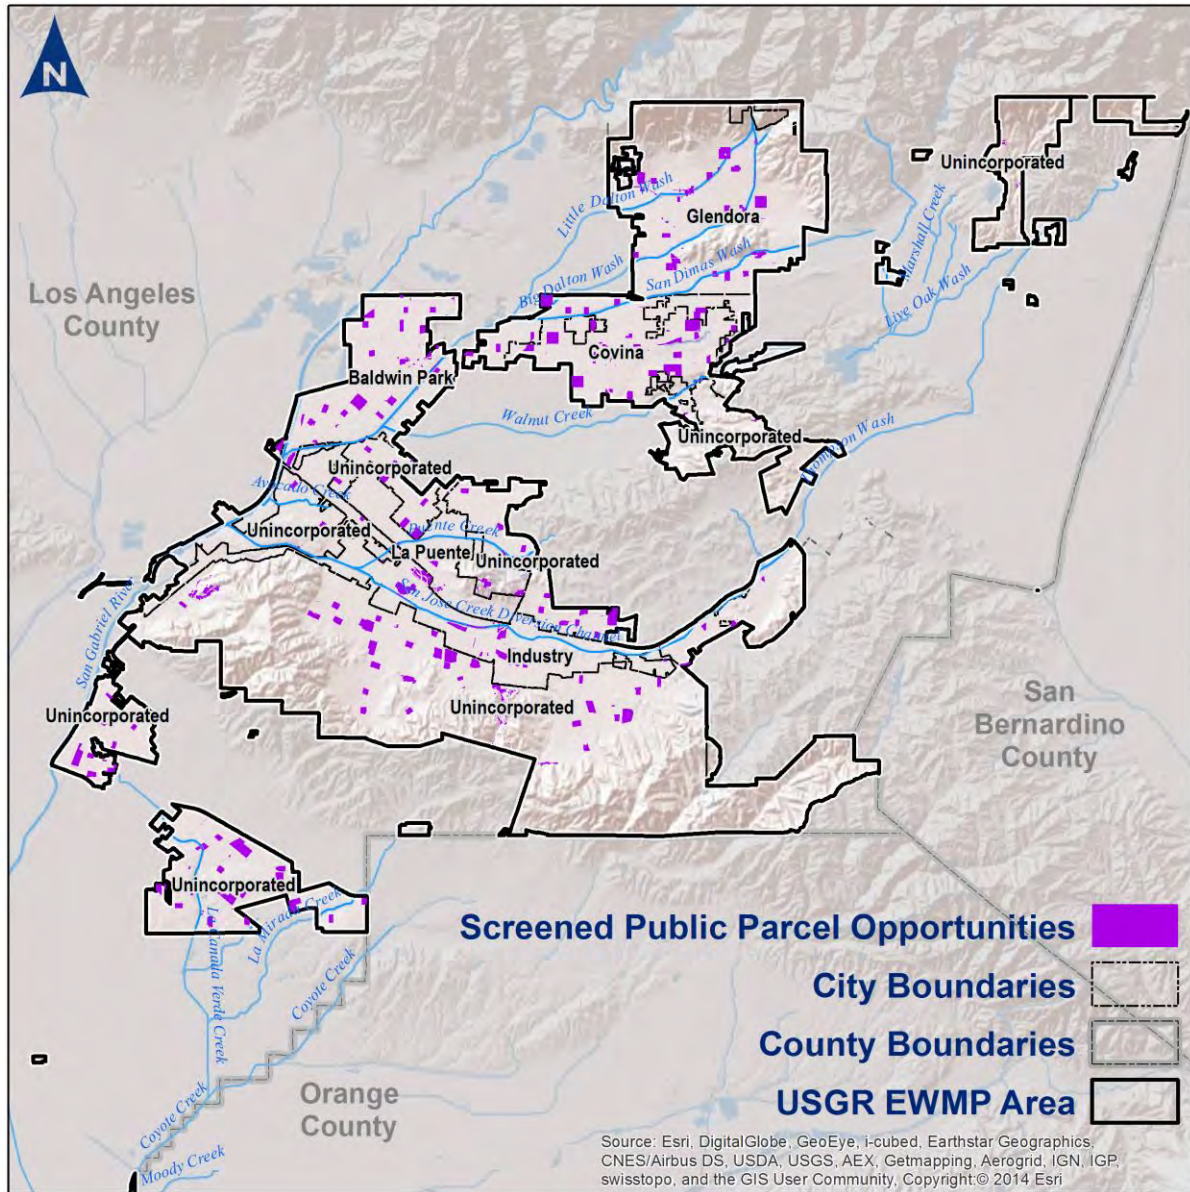 N
Unincorporated
Little Dalton Wash
Glendora
Marshall Creek
Los Angeles
County
Big Dalton Wash
San Dimas Wash
Live Oak Wash
Covina
Baldwin Park
Walnut Creek
Unincorporated
Thompson Wash
Unincorporated
Avocado Creek
Unincorporated
Puente Creek
La Puente
Unincorporated
San Jose Creek Diversion Channel
San Gabriel River
Industry
Unincorporated
Unincorporated
San
Bernardino
County
Unincorporated
La Mirada Creek
La Canada Verde Creek
Coyote Creek
Screened Public Parcel Opportunities
City Boundaries
County Boundaries
USGR EWMP Area
Orange
County
Coyote Creek
Moody Creek
Source: Esri, DigitalGlobe, GeoEye, i-cubed, Earthstar Geographics,
CNES/Airbus DS, USDA, USGS, AEX, Getmapping, Aerogrid, IGN, IGP,
swisstopo, and the GIS User Community, Copyright:© 2014 Esri